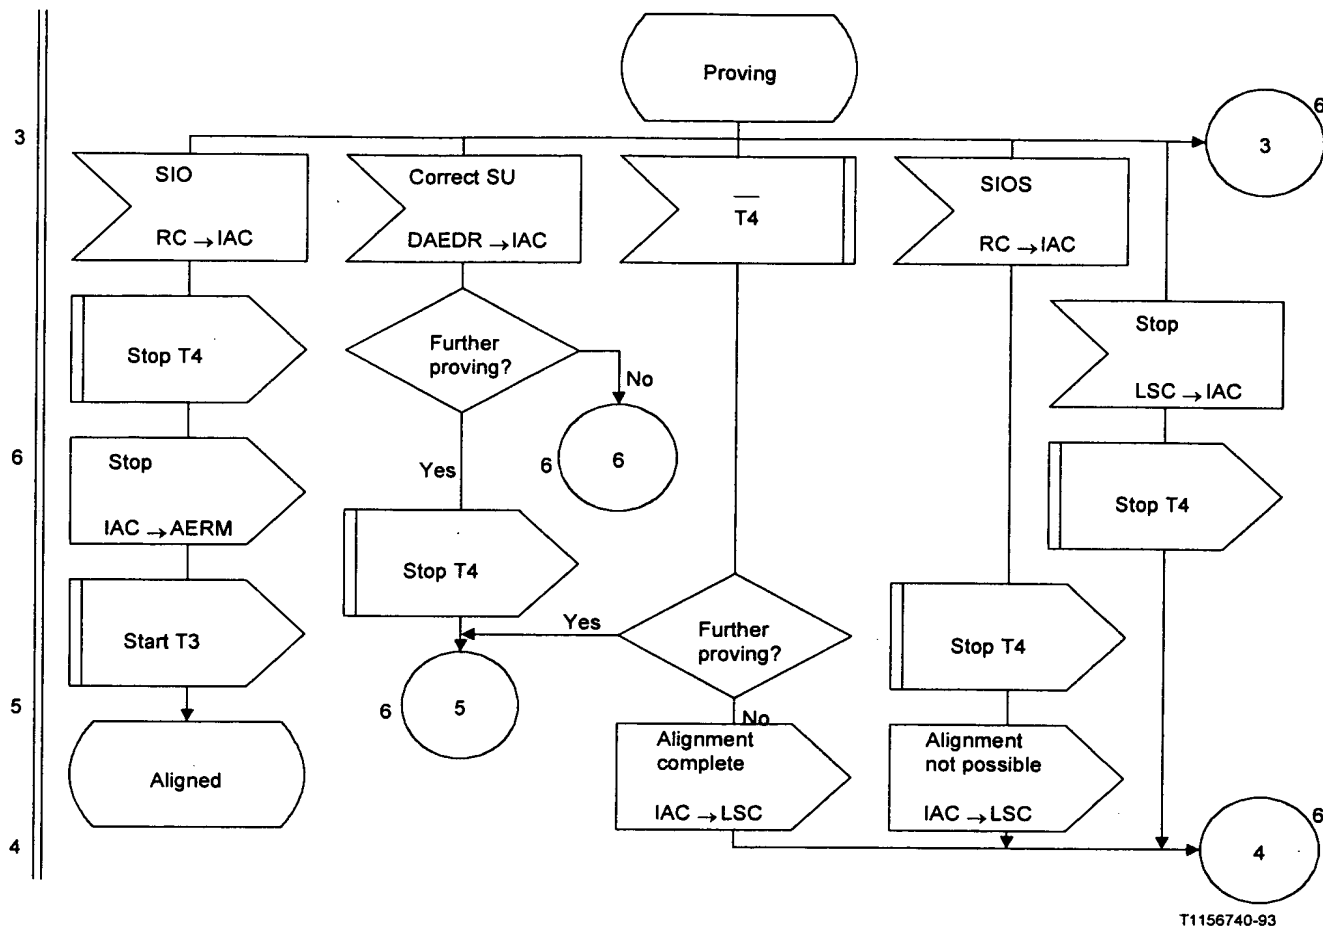 Proving
6
3
3
SIO
RC → IAC
Correct SU
DAEDR → IAC
T4
SIOS
RC → IAC
Stop T4
Further
proving?
No
Stop
LSC → IAC
6
Stop
IAC → AERM
Yes
6
6
Stop T4
Stop T4
Start T3
Yes
Further
proving?
Stop T4
5
6
5
No
Aligned
Alignment
complete
IAC → LSC
Alignment
not possible
IAC → LSC
6
4
4
T1156740-93